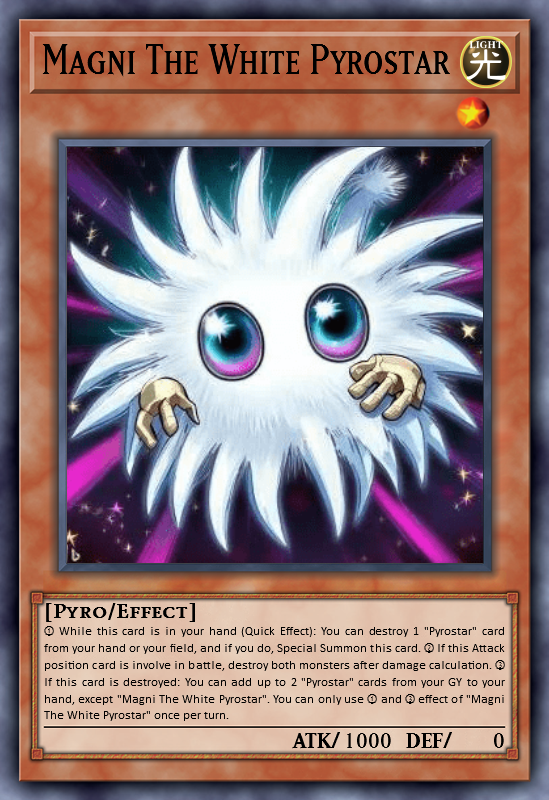 MAGNI THE WHITE PYROSTAR
LIGHT
光
[PYRO/EFFECT]
① While this card is in your hand (Quick Effect): You can destroy 1 "Pyrostar" card
from your hand or your field, and if you do, Special Summon this card. ② If this Attack
position card is involve in battle, destroy both monsters after damage calculation. ③
If this card is destroyed: You can add up to 2 "Pyrostar" cards from your GY to your
hand, except "Magni The White Pyrostar". You can only use ① and ③ effect of "Magni
The White Pyrostar" once per turn.
ATK/ 1000 DEF/ 0